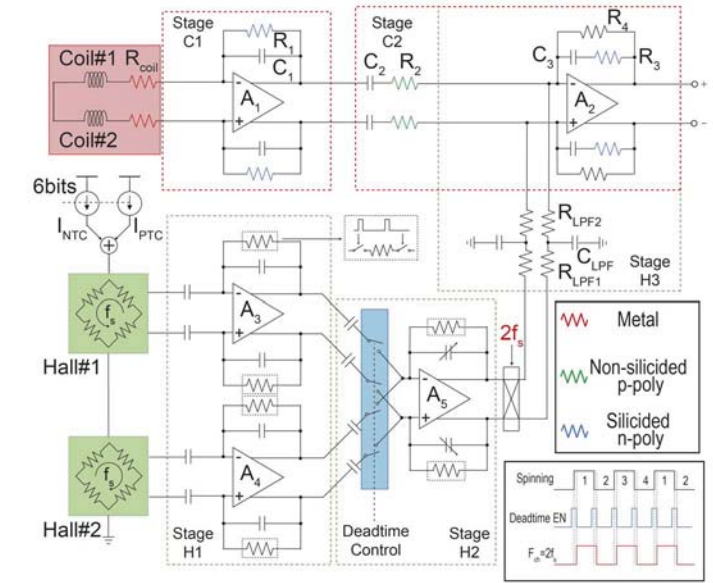 Stage
C1
Stage
C2
R4
Coil#1 Rcoil
R1
C1
C2 R2
C3
R3
A1
A2
+
−
Coil#2
6bits
INTC
IPTC
RLPF2
CLPF
RLPF1
Stage
H3
fs
A3
Hall#1
2fs
Metal
Non-silicided
p-poly
Silicided
n-poly
A5
fs
A4
Hall#2
Stage
H1
Deadtime
Control
Stage
H2
Spinning 1 2 3 4 1 2
Deadtime EN
Fch=2fs